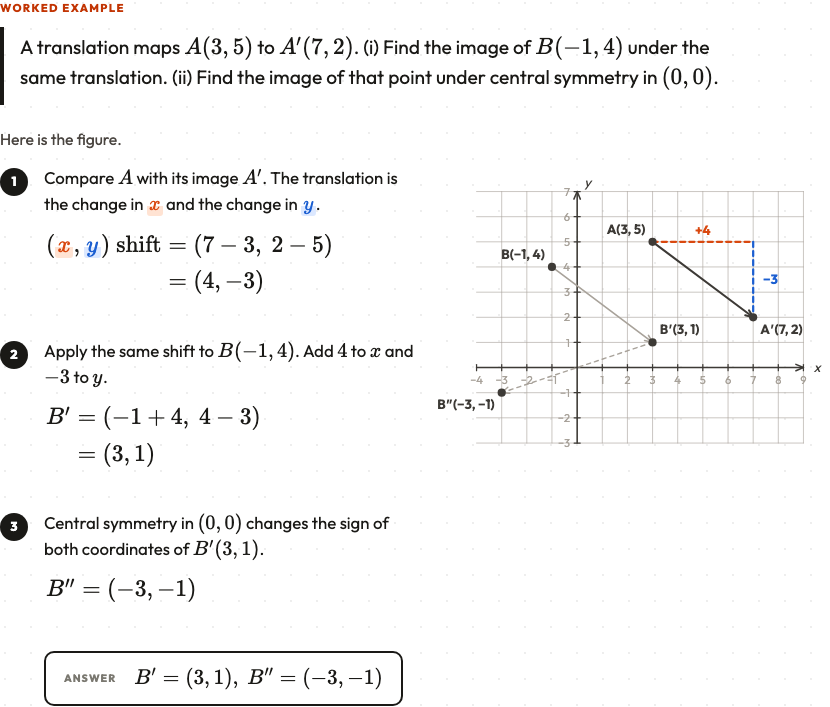 WORKED EXAMPLE
A translation maps A(3, 5) to A′(7, 2). (i) Find the image of B(−1, 4) under the
same translation. (ii) Find the image of that point under central symmetry in (0, 0).
Here is the figure.
1
Compare A with its image A′. The translation is
the change in x and the change in y.
(x, y) shift = (7 − 3, 2 − 5)
= (4, −3)
2
Apply the same shift to B(−1, 4). Add 4 to x and
−3 to y.
B′ = (−1 + 4, 4 − 3)
= (3, 1)
3
Central symmetry in (0, 0) changes the sign of
both coordinates of B′(3, 1).
B″ = (−3, −1)
ANSWER B′ = (3, 1), B″ = (−3, −1)
y
7
6
A(3, 5) +4
5
B(−1, 4)
4
−3
3
2
B′(3, 1) A′(7, 2)
1
x
−4 −3 −2 −1 1 2 3 4 5 6 7 8 9
−1
B″(−3, −1)
−2
−3